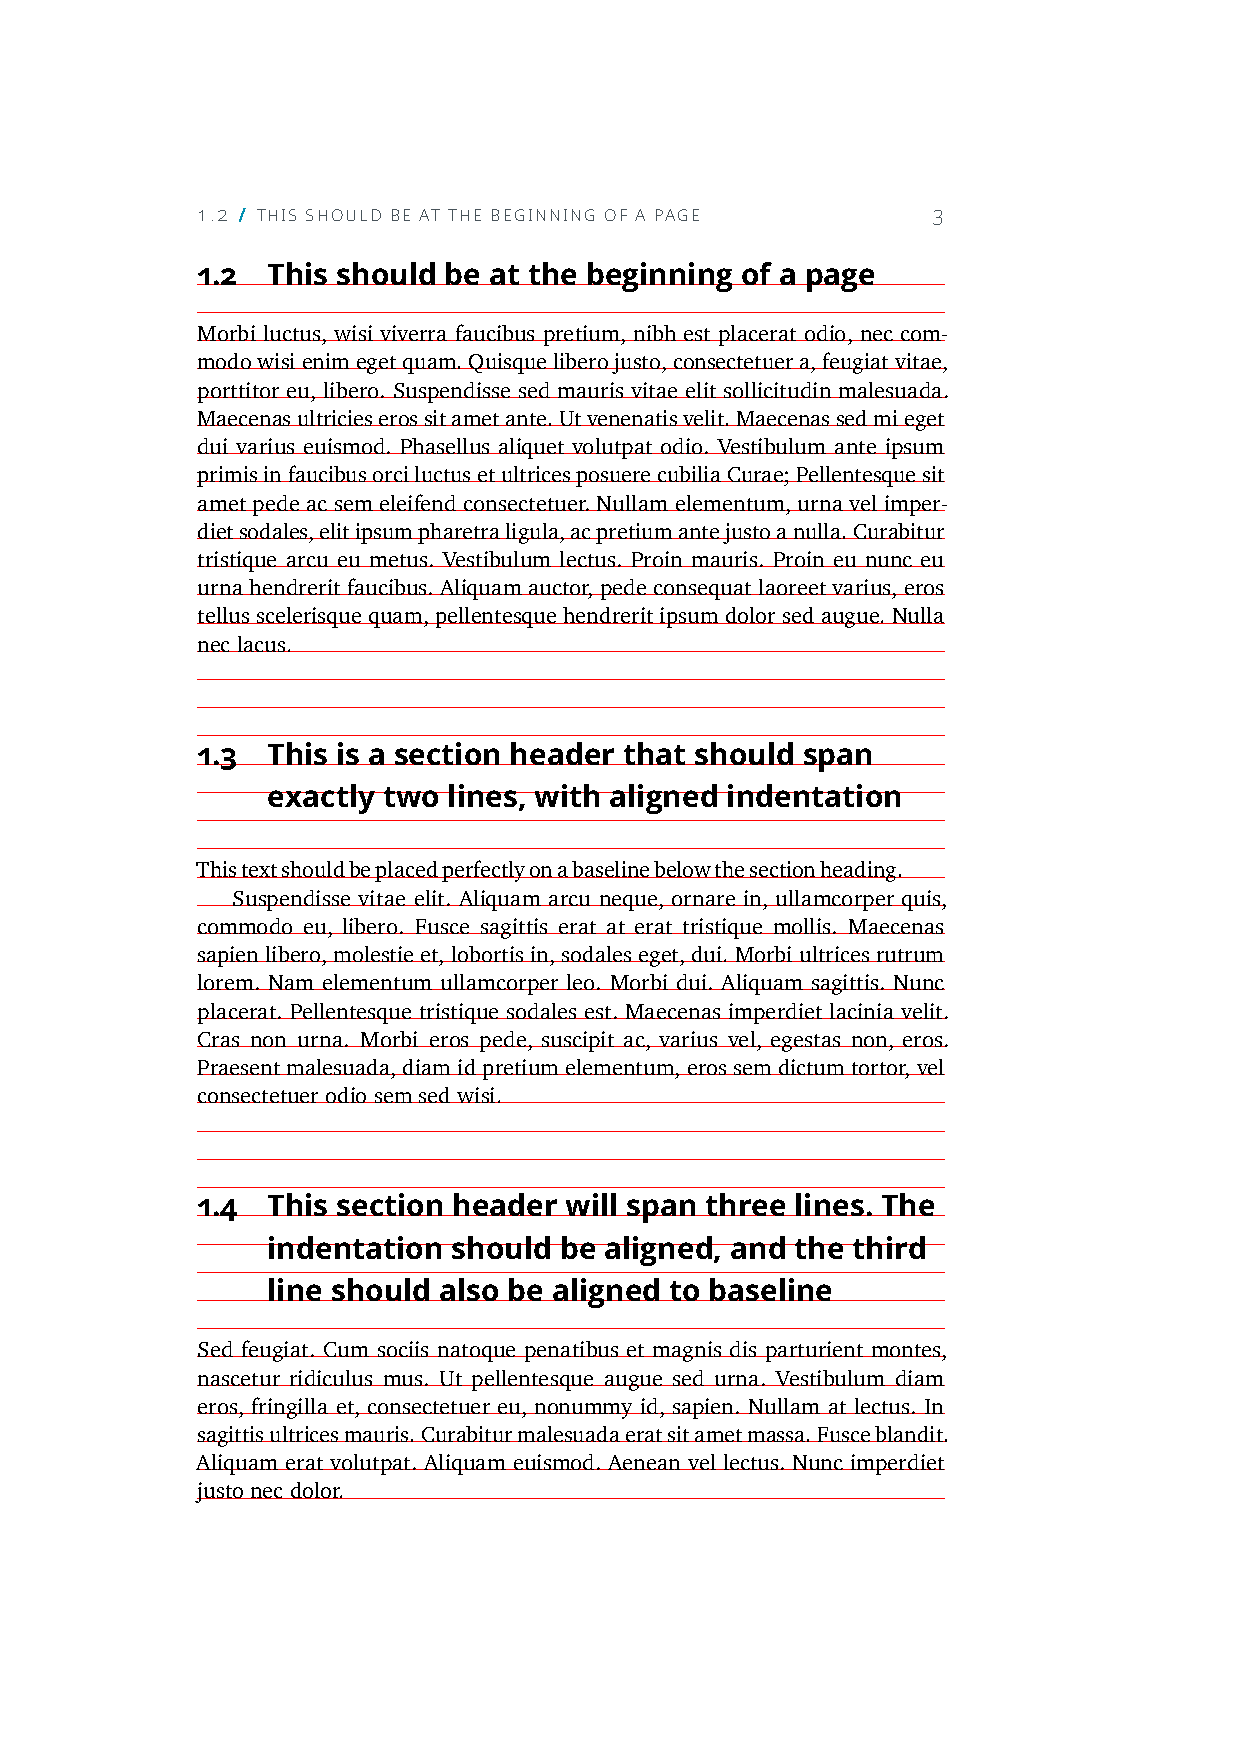 1.2 / THIS SHOULD BE AT THE BEGINNING OF A PAGE 3
1.2 This should be at the beginning of a page
Morbi luctus, wisi viverra faucibus pretium, nibh est placerat odio, nec com-
modo wisi enim eget quam. Quisque libero justo, consectetuer a, feugiat vitae,
porttitor eu, libero. Suspendisse sed mauris vitae elit sollicitudin malesuada.
Maecenas ultricies eros sit amet ante. Ut venenatis velit. Maecenas sed mi eget
dui varius euismod. Phasellus aliquet volutpat odio. Vestibulum ante ipsum
primis in faucibus orci luctus et ultrices posuere cubilia Curae; Pellentesque sit
amet pede ac sem eleifend consectetuer. Nullam elementum, urna vel imper-
diet sodales, elit ipsum pharetra ligula, ac pretium ante justo a nulla. Curabitur
tristique arcu eu metus. Vestibulum lectus. Proin mauris. Proin eu nunc eu
urna hendrerit faucibus. Aliquam auctor, pede consequat laoreet varius, eros
tellus scelerisque quam, pellentesque hendrerit ipsum dolor sed augue. Nulla
nec lacus.
1.3 This is a section header that should span
exactly two lines, with aligned indentation
This text should be placed perfectly on a baseline below the section heading.
Suspendisse vitae elit. Aliquam arcu neque, ornare in, ullamcorper quis,
commodo eu, libero. Fusce sagittis erat at erat tristique mollis. Maecenas
sapien libero, molestie et, lobortis in, sodales eget, dui. Morbi ultrices rutrum
lorem. Nam elementum ullamcorper leo. Morbi dui. Aliquam sagittis. Nunc
placerat. Pellentesque tristique sodales est. Maecenas imperdiet lacinia velit.
Cras non urna. Morbi eros pede, suscipit ac, varius vel, egestas non, eros.
Praesent malesuada, diam id pretium elementum, eros sem dictum tortor, vel
consectetuer odio sem sed wisi.
1.4 This section header will span three lines. The
indentation should be aligned, and the third
line should also be aligned to baseline
Sed feugiat. Cum sociis natoque penatibus et magnis dis parturient montes,
nascetur ridiculus mus. Ut pellentesque augue sed urna. Vestibulum diam
eros, fringilla et, consectetuer eu, nonummy id, sapien. Nullam at lectus. In
sagittis ultrices mauris. Curabitur malesuada erat sit amet massa. Fusce blandit.
Aliquam erat volutpat. Aliquam euismod. Aenean vel lectus. Nunc imperdiet
justo nec dolor.